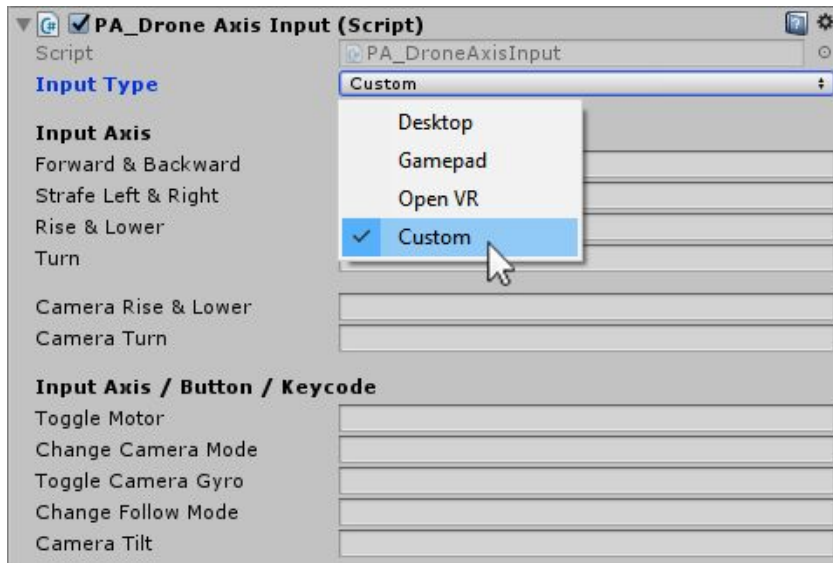 PA_Drone Axis Input (Script)
Script PA_DroneAxisInput
Input Type Custom
Desktop
Input Axis
Forward & Backward Gamepad
Strafe Left & Right Open VR
Rise & Lower Custom
Turn
Camera Rise & Lower
Camera Turn
Input Axis / Button / Keycode
Toggle Motor
Change Camera Mode
Toggle Camera Gyro
Change Follow Mode
Camera Tilt